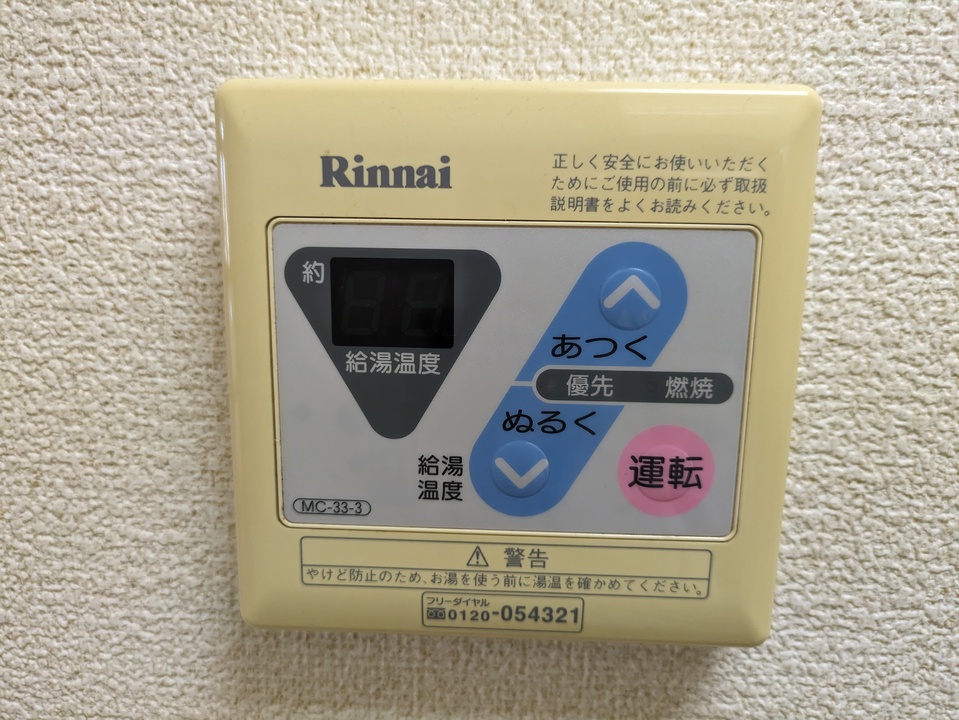 Rinnai
正しく安全にお使いいただく
ためにご使用の前に必ず取扱
説明書をよくお読みください。
約
給湯温度
あつく
優先 燃焼
ぬるく
給湯
温度
運転
MC-33-3
警告
やけど防止のため、お湯を使う前に湯温を確かめてください。
フリーダイヤル
0120-054321